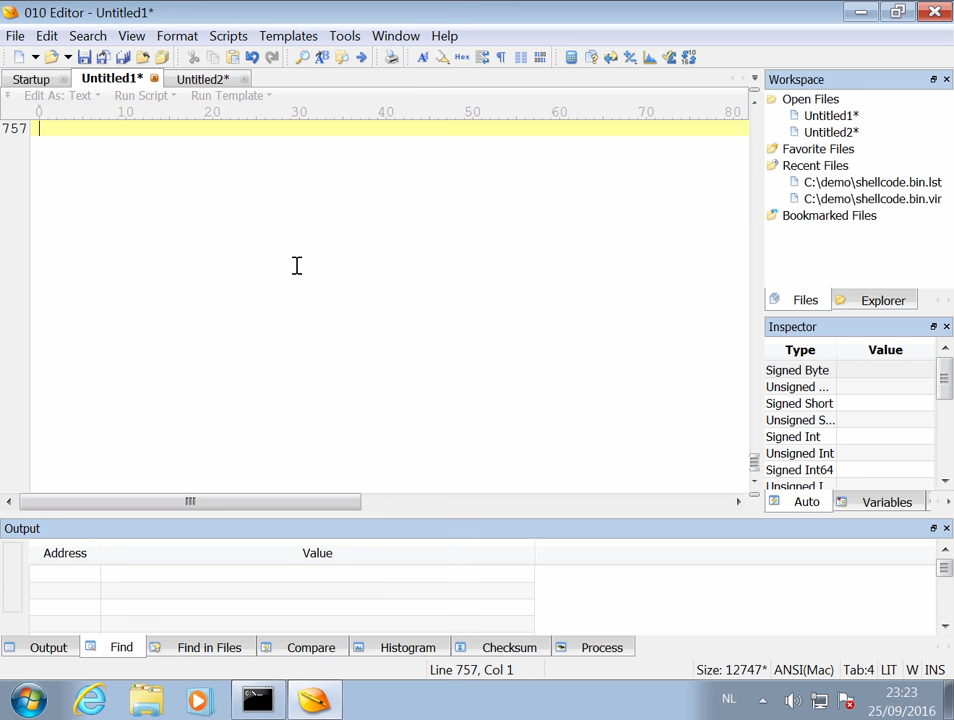 010 Editor - Untitled1*
File Edit Search View Format Scripts Templates Tools Window Help
Startup Untitled1* Untitled2*
Edit As: Text Run Script Run Template
0 10 20 30 40 50 60 70 80
757
Workspace
Open Files
Untitled1*
Untitled2*
Favorite Files
Recent Files
C:\demo\shellcode.bin.lst
C:\demo\shellcode.bin.vir
Bookmarked Files
Files Explorer
Inspector
Type Value
Signed Byte
Unsigned ...
Signed Short
Unsigned S...
Signed Int
Unsigned Int
Signed Int64
Unsigned I
Auto Variables
Output
Address Value
Output Find Find in Files Compare Histogram Checksum Process
Line 757, Col 1 Size: 12747* ANSI(Mac) Tab:4 LIT W INS
NL 23:23
25/09/2016